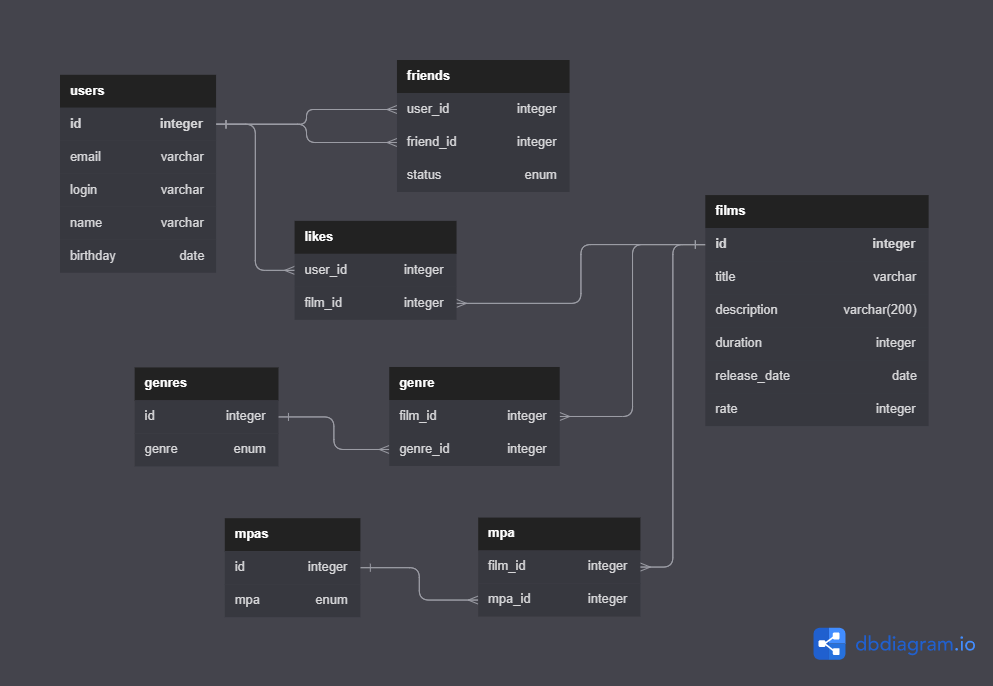 users
id integer
email varchar
login varchar
name varchar
birthday date
friends
user_id integer
friend_id integer
status enum
likes
user_id integer
film_id integer
films
id integer
title varchar
description varchar(200)
duration integer
release_date date
rate integer
genres
id integer
genre enum
genre
film_id integer
genre_id integer
mpas
id integer
mpa enum
mpa
film_id integer
mpa_id integer
dbdiagram.io